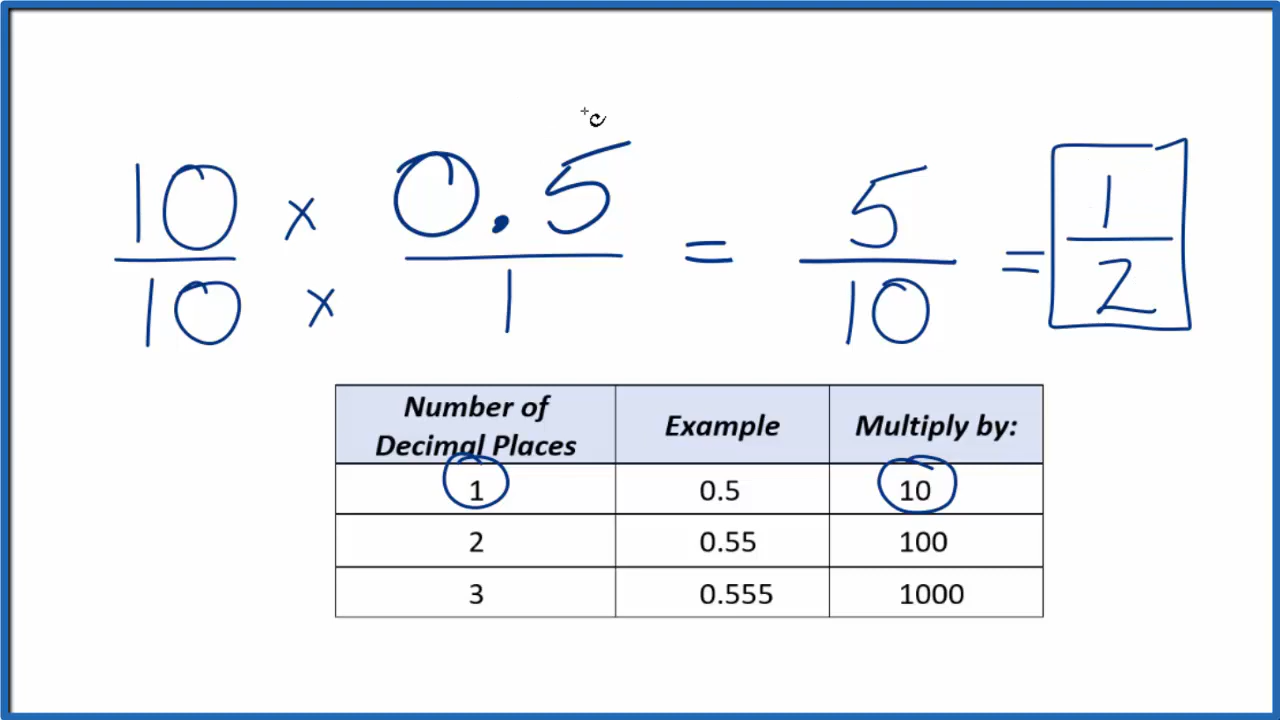 10/10 × 0.5/1 = 5/10 = 1/2
Number of Decimal Places Example Multiply by:
1 0.5 10
2 0.55 100
3 0.555 1000